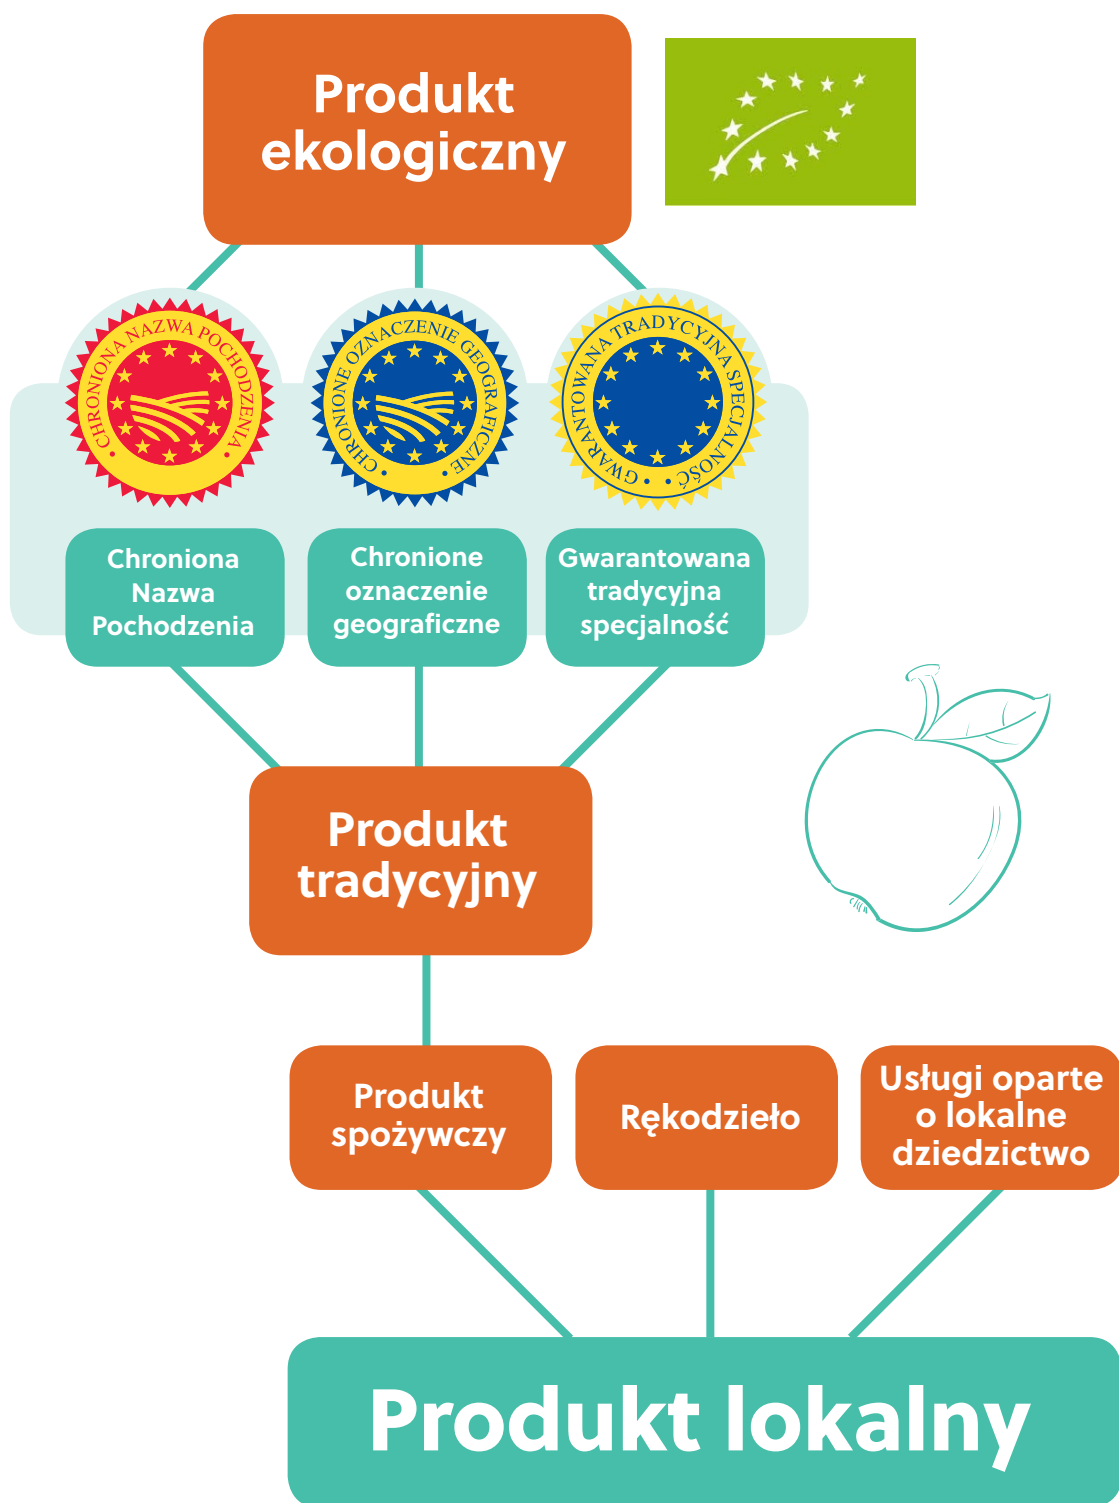 Produkt
ekologiczny
CHRONIONA NAZWA POCHODZENIA
CHRONIONE OZNACZENIE GEOGRAFICZNE
GWARANTOWANA TRADYCYJNA SPECJALNOŚĆ
Chroniona
Nazwa
Pochodzenia
Chronione
oznaczenie
geograficzne
Gwarantowana
tradycyjna
specjalność
Produkt
tradycyjny
Produkt
spożywczy
Rękodzieło
Usługi oparte
o lokalne
dziedzictwo
Produkt lokalny